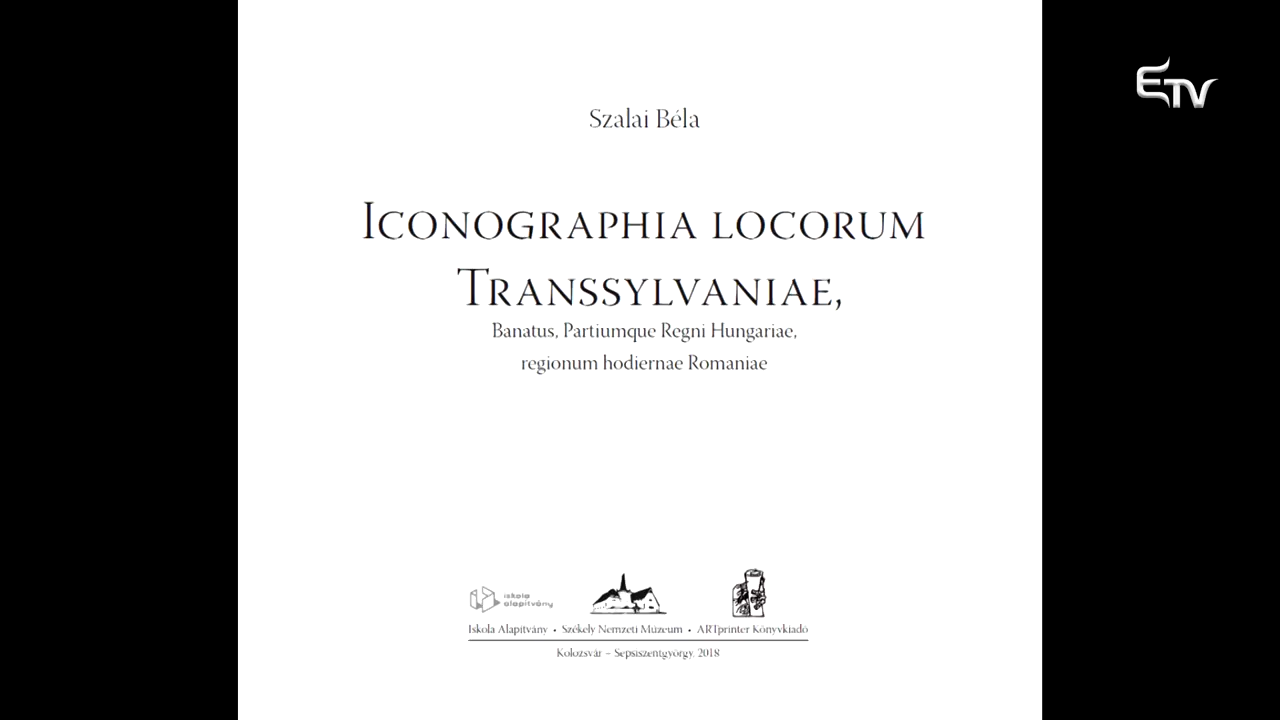 ETV
Szalai Béla
ICONOGRAPHIA LOCORUM
TRANSSYLVANIAE,
Banatus, Partiumque Regni Hungariae,
regionum hodiernae Romaniae
iskola
alapítvány
Iskola Alapítvány • Székely Nemzeti Múzeum • ARTprinter Könyvkiadó
Kolozsvár – Sepsiszentgyörgy, 2018